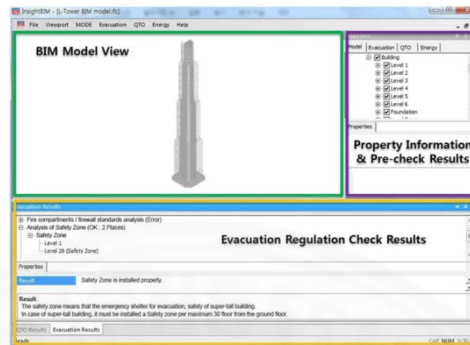 InsightBIM - [L-Tower BIM model.ifc]
File Viewport MODE Evacuation QTO Energy Help
BIM Model View
Model Evacuation QTO Energy
Building
Level 1
Level 2
Level 3
Level 4
Level 5
Level 6
Foundation
Properties
Property Information
& Pre-check Results
Evacuation Results
Fire compartments / firewall standards analysis (Error)
Analysis of Safety Zone (OK : 2 Places)
Safety Zone
Level 1
Level 28 (Safety Zone)
Evacuation Regulation Check Results
Properties
Result Safety Zone is installed properly.
Result
The safety zone means that the emergency shelter for evacuation, safety of super-tall building.
In case of super-tall building, it must be installed a Safety zone per maximum 30 floor from the ground floor.
QTO Results Evacuation Results
Ready CAP NUM SCRL